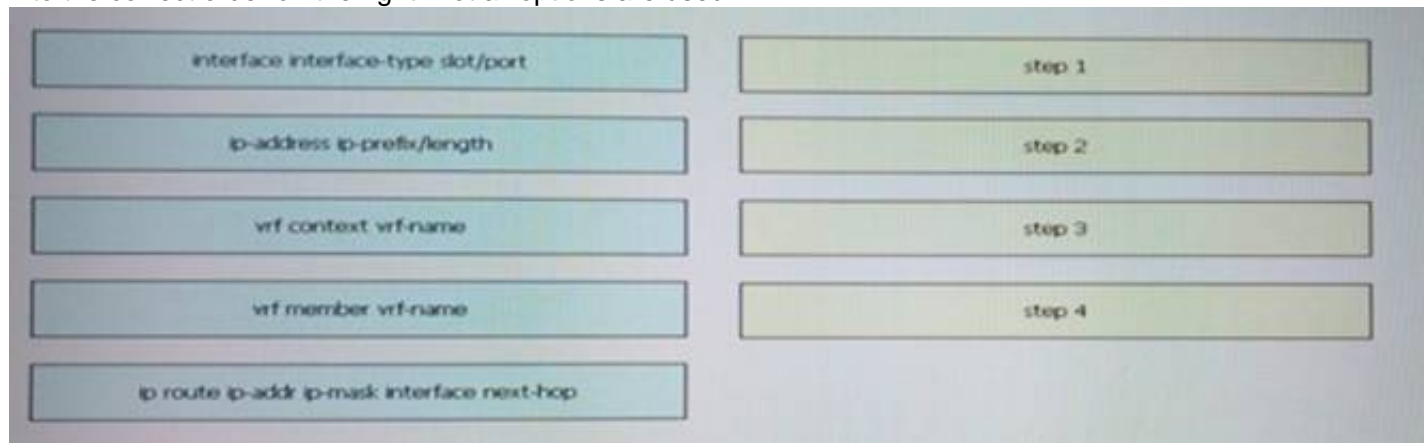 interface interface-type slot/port
step 1
ip-address ip-prefix/length
step 2
vrf context vrf-name
step 3
vrf member vrf-name
step 4
ip route ip-addr ip-mask interface next-hop